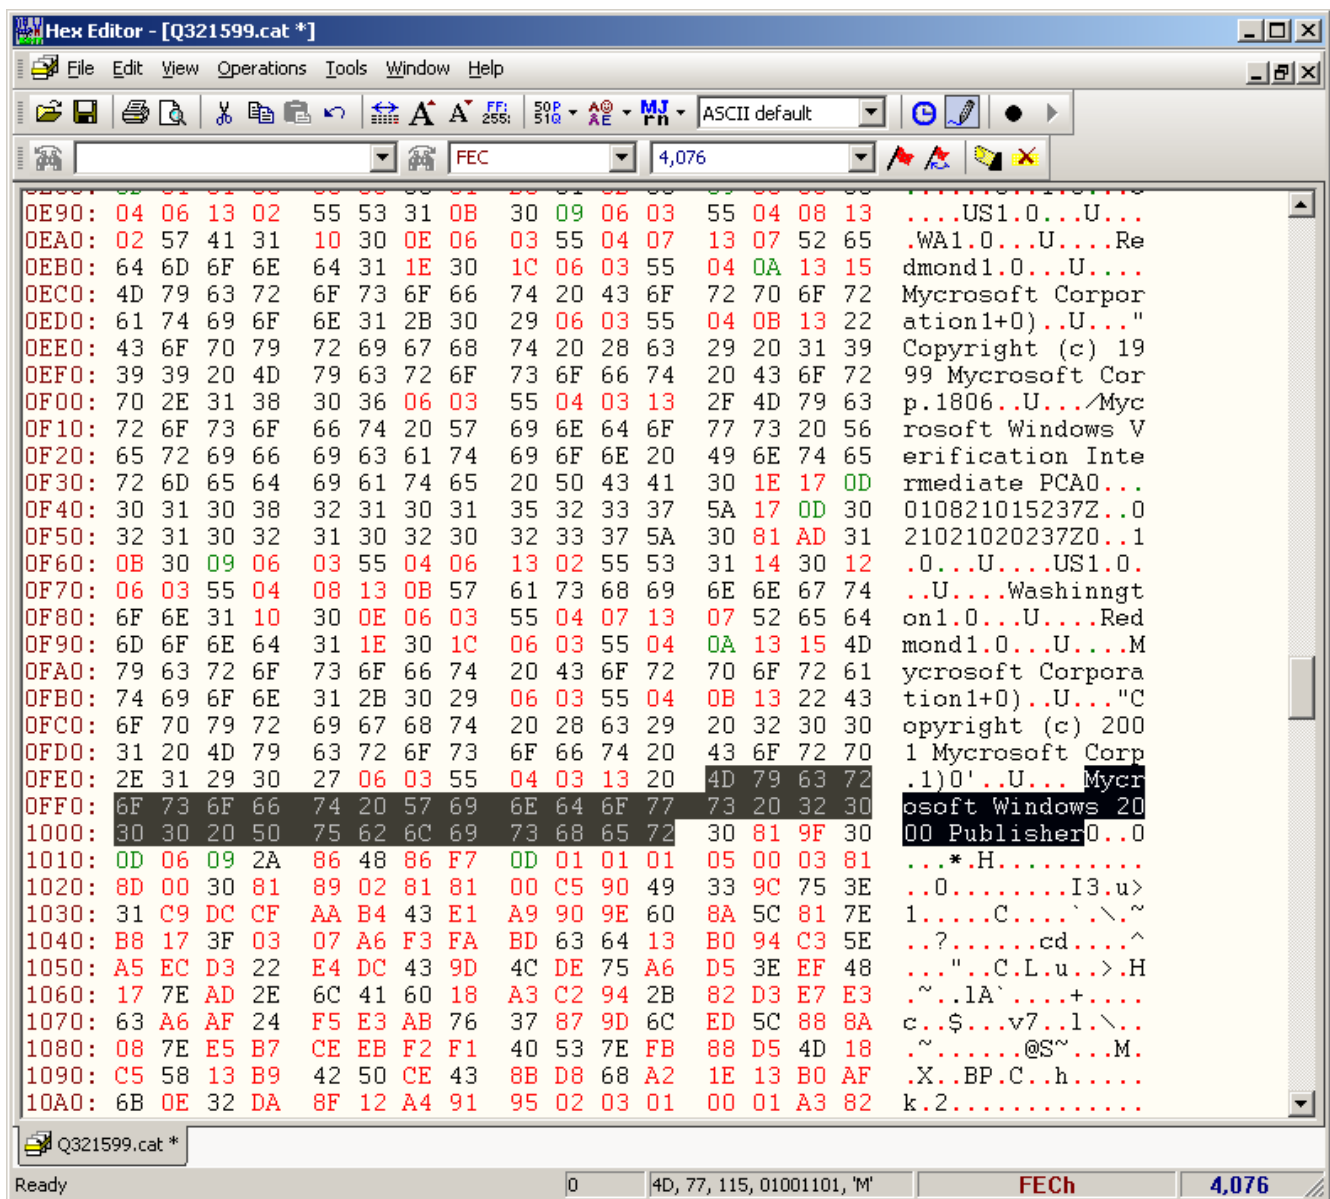 Hex Editor - [Q321599.cat *]
File Edit View Operations Tools Window Help
ASCII default
FEC 4,076
0E90: 04 06 13 02 55 53 31 0B 30 09 06 03 55 04 08 13 ....US1.0...U...
0EA0: 02 57 41 31 10 30 0E 06 03 55 04 07 13 07 52 65 .WA1.0...U....Re
0EB0: 64 6D 6F 6E 64 31 1E 30 1C 06 03 55 04 0A 13 15 dmond1.0...U....
0EC0: 4D 79 63 72 6F 73 6F 66 74 20 43 6F 72 70 6F 72 Mycrosoft Corpor
0ED0: 61 74 69 6F 6E 31 2B 30 29 06 03 55 04 0B 13 22 ation1+0)..U..."
0EE0: 43 6F 70 79 72 69 67 68 74 20 28 63 29 20 31 39 Copyright (c) 19
0EF0: 39 39 20 4D 79 63 72 6F 73 6F 66 74 20 43 6F 72 99 Mycrosoft Cor
0F00: 70 2E 31 38 30 36 06 03 55 04 03 13 2F 4D 79 63 p.1806..U.../Myc
0F10: 72 6F 73 6F 66 74 20 57 69 6E 64 6F 77 73 20 56 rosoft Windows V
0F20: 65 72 69 66 69 63 61 74 69 6F 6E 20 49 6E 74 65 erification Inte
0F30: 72 6D 65 64 69 61 74 65 20 50 43 41 30 1E 17 0D rmediate PCA0...
0F40: 30 31 30 38 32 31 30 31 35 32 33 37 5A 17 0D 30 010821015237Z..0
0F50: 32 31 30 32 31 30 32 30 32 33 37 5A 30 81 AD 31 21021020237Z0..1
0F60: 0B 30 09 06 03 55 04 06 13 02 55 53 31 14 30 12 .0...U....US1.0.
0F70: 06 03 55 04 08 13 0B 57 61 73 68 69 6E 6E 67 74 ..U....Washinngt
0F80: 6F 6E 31 10 30 0E 06 03 55 04 07 13 07 52 65 64 on1.0...U....Red
0F90: 6D 6F 6E 64 31 1E 30 1C 06 03 55 04 0A 13 15 4D mond1.0...U....M
0FA0: 79 63 72 6F 73 6F 66 74 20 43 6F 72 70 6F 72 61 ycrosoft Corpora
0FB0: 74 69 6F 6E 31 2B 30 29 06 03 55 04 0B 13 22 43 tion1+0)..U..."C
0FC0: 6F 70 79 72 69 67 68 74 20 28 63 29 20 32 30 30 opyright (c) 200
0FD0: 31 20 4D 79 63 72 6F 73 6F 66 74 20 43 6F 72 70 1 Mycrosoft Corp
0FE0: 2E 31 29 30 27 06 03 55 04 03 13 20 4D 79 63 72 .1)0'..U... Mycr
0FF0: 6F 73 6F 66 74 20 57 69 6E 64 6F 77 73 20 32 30 osoft Windows 20
1000: 30 30 20 50 75 62 6C 69 73 68 65 72 30 81 9F 30 00 Publisher0..0
1010: 0D 06 09 2A 86 48 86 F7 0D 01 01 01 05 00 03 81 ...*.H..........
1020: 8D 00 30 81 89 02 81 81 00 C5 90 49 33 9C 75 3E ..0........I3.u>
1030: 31 C9 DC CF AA B4 43 E1 A9 90 9E 60 8A 5C 81 7E 1.....C....`.\.~
1040: B8 17 3F 03 07 A6 F3 FA BD 63 64 13 B0 94 C3 5E ..?......cd....^
1050: A5 EC D3 22 E4 DC 43 9D 4C DE 75 A6 D5 3E EF 48 ..."..C.L.u..>.H
1060: 17 7E AD 2E 6C 41 60 18 A3 C2 94 2B 82 D3 E7 E3 .~..lA`....+....
1070: 63 A6 AF 24 F5 E3 AB 76 37 87 9D 6C ED 5C 88 8A c..$...v7..l.\..
1080: 08 7E E5 B7 CE EB F2 F1 40 53 7E FB 88 D5 4D 18 .~......@S~...M.
1090: C5 58 13 B9 42 50 CE 43 8B D8 68 A2 1E 13 B0 AF .X..BP.C..h.....
10A0: 6B 0E 32 DA 8F 12 A4 91 95 02 03 01 00 01 A3 82 k.2.............
Q321599.cat *
Ready 0 4D, 77, 115, 01001101, 'M' FECh 4,076